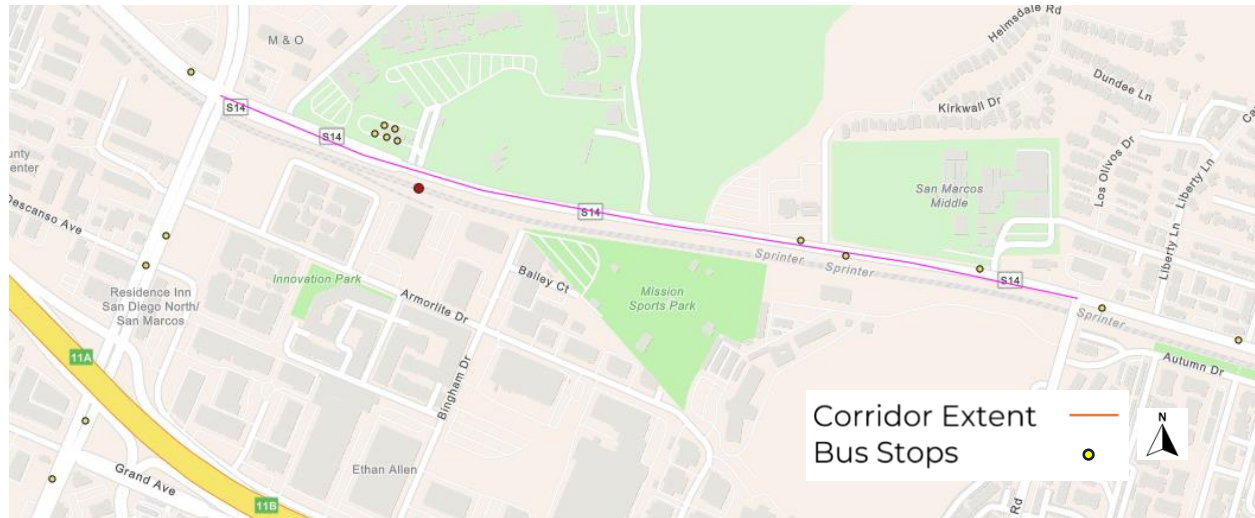 Helmsdale Rd
M & O
Dundee Ln
S14
Kirkwall Dr
Ca
S14
unty
enter
Los Olivos Dr
Liberty Ln
San Marcos
Middle
Descanso Ave
S14
Sprinter
Sprinter
Liberty Ln
Innovation Park
Bailey Ct
S14
Residence Inn
San Diego North/
San Marcos
Mission
Sports Park
Armorlite Dr
Sprinter
11A
Autumn Dr
Bingham Dr
Corridor Extent
N
Bus Stops
Ethan Allen
Grand Ave
11B
Rd